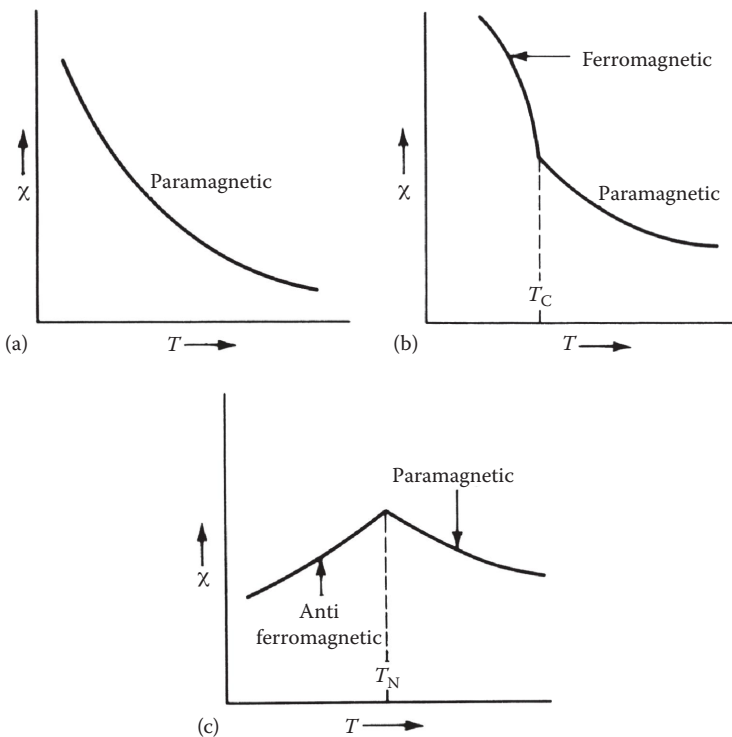 χ
Paramagnetic
(a)
T
Ferromagnetic
χ
Paramagnetic
T_C
(b)
T
Paramagnetic
χ
Anti
ferromagnetic
T_N
(c)
T